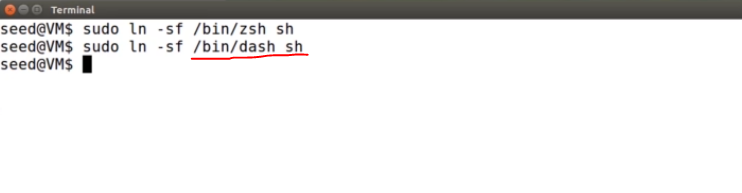 Terminal
seed@VM$ sudo ln -sf /bin/zsh sh
seed@VM$ sudo ln -sf /bin/dash sh
seed@VM$